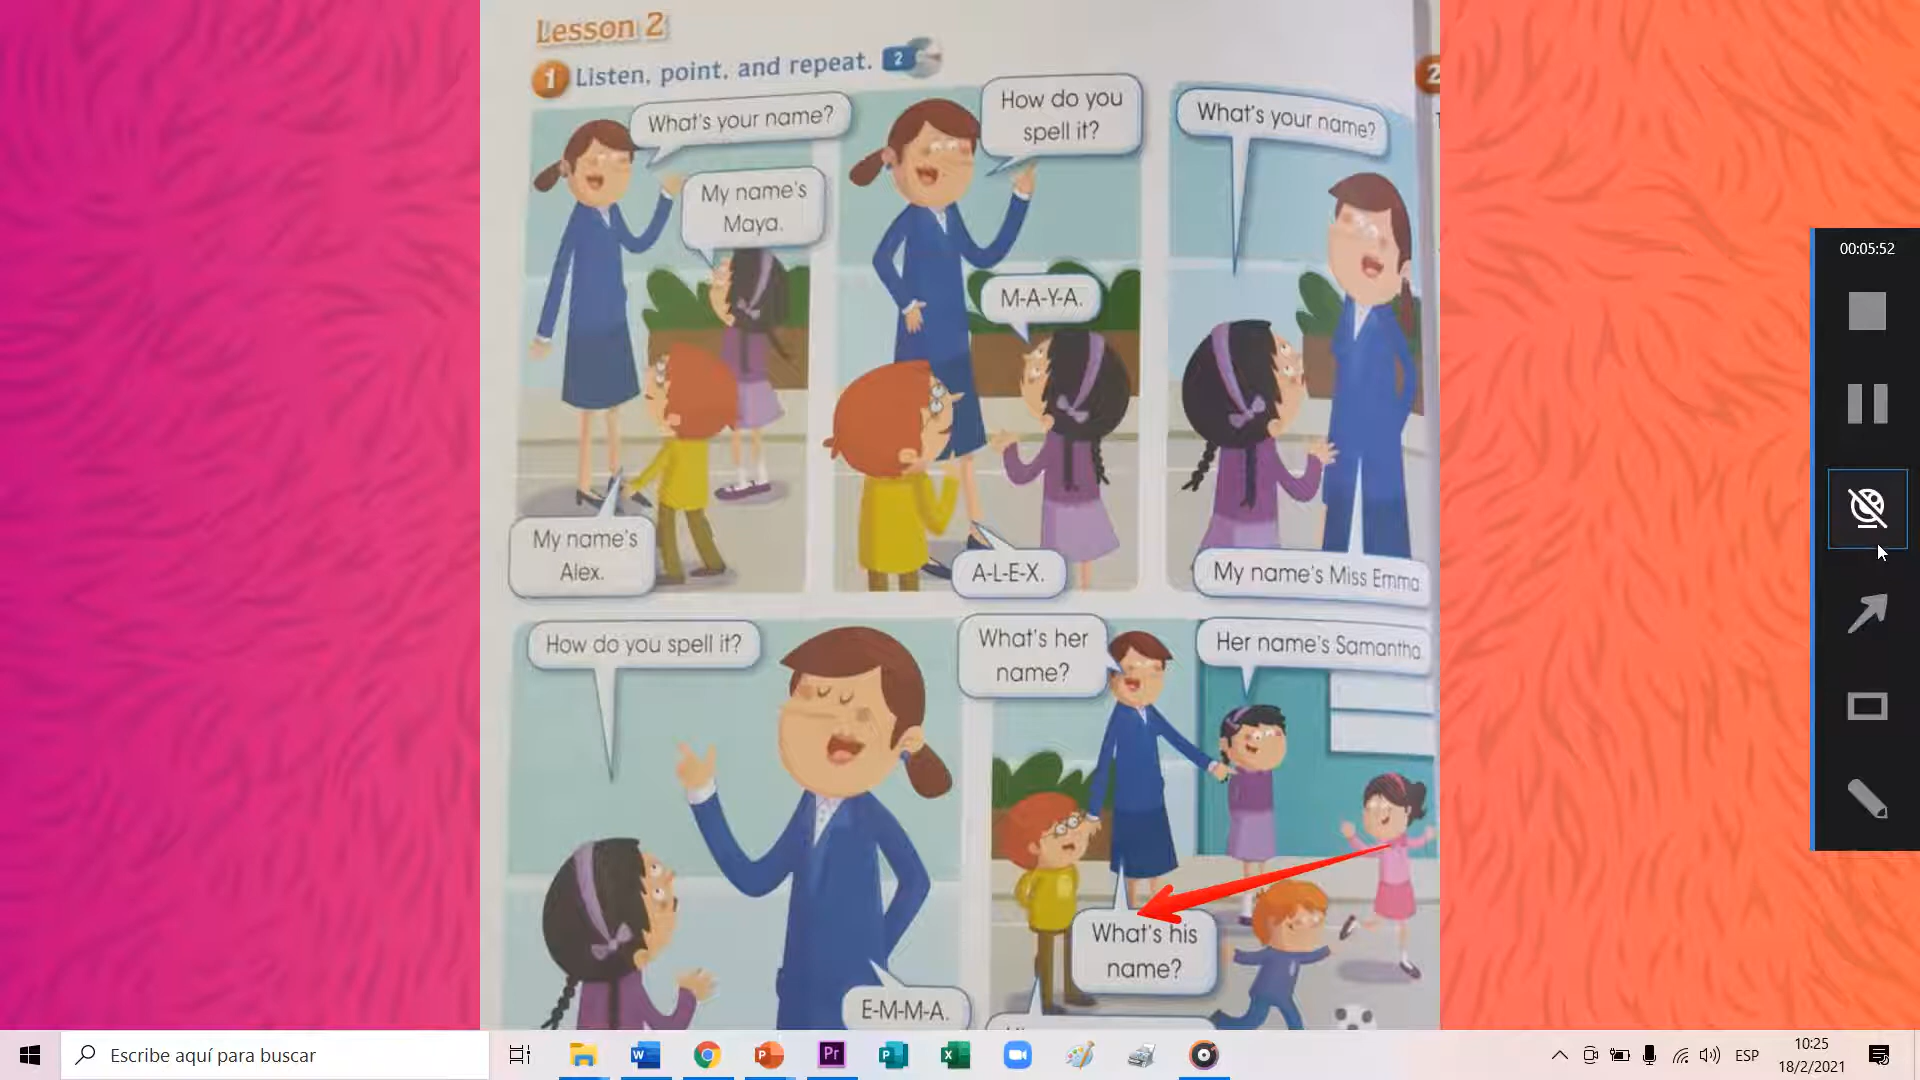 Lesson 2
1 Listen, point, and repeat. 2
2
What's your name?
My name's
Maya.
My name's
Alex.
How do you
spell it?
M-A-Y-A.
A-L-E-X.
What's your name?
My name's Miss Emma
How do you spell it?
E-M-M-A.
What's her
name?
Her name's Samantha
What's his
name?
00:05:52
Escribe aquí para buscar
ESP
10:25
18/2/2021